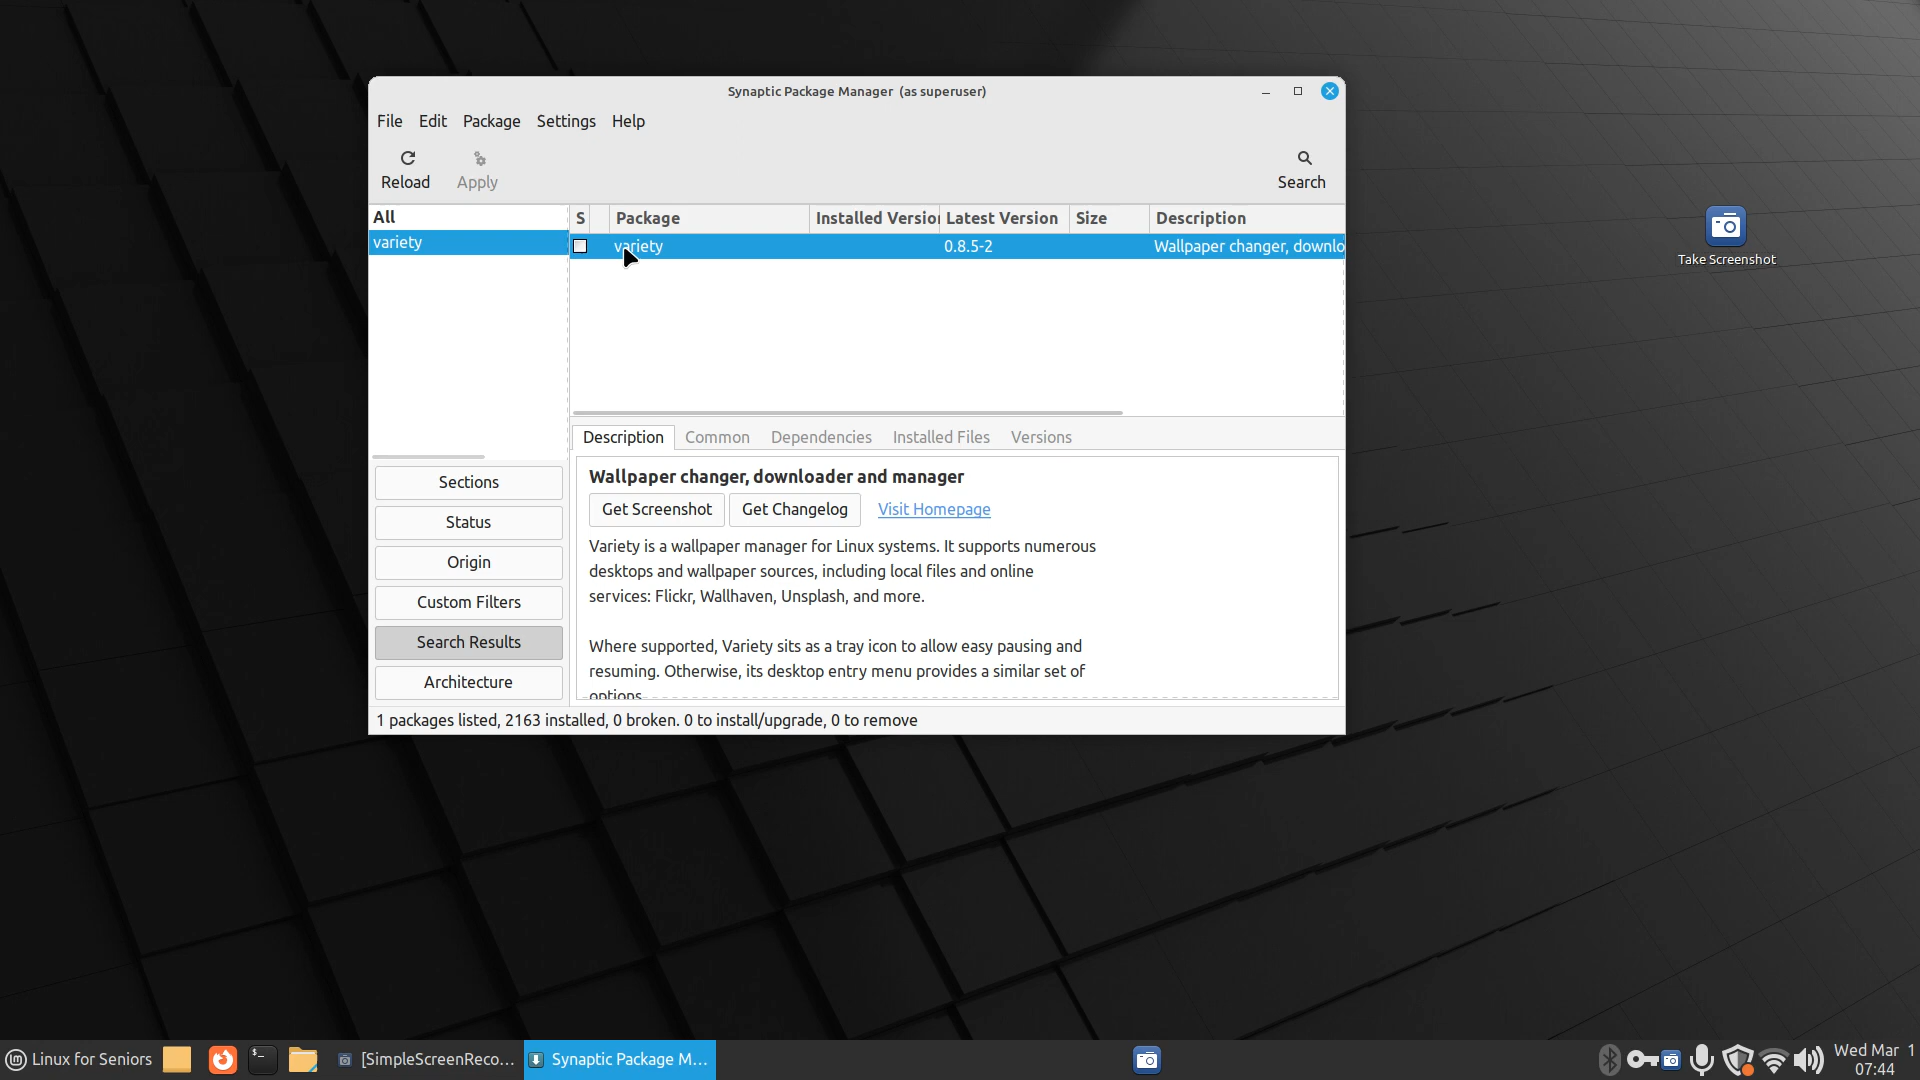 Synaptic Package Manager (as superuser)
File Edit Package Settings Help
Reload Apply Search
All
variety
S Package Installed Versio Latest Version Size Description
variety 0.8.5-2 Wallpaper changer, downlo
Sections
Status
Origin
Custom Filters
Search Results
Architecture
Description Common Dependencies Installed Files Versions
Wallpaper changer, downloader and manager
Get Screenshot Get Changelog Visit Homepage
Variety is a wallpaper manager for Linux systems. It supports numerous
desktops and wallpaper sources, including local files and online
services: Flickr, Wallhaven, Unsplash, and more.
Where supported, Variety sits as a tray icon to allow easy pausing and
resuming. Otherwise, its desktop entry menu provides a similar set of
options.
1 packages listed, 2163 installed, 0 broken. 0 to install/upgrade, 0 to remove
Take Screenshot
Linux for Seniors [SimpleScreenReco... Synaptic Package M... Wed Mar 1
07:44